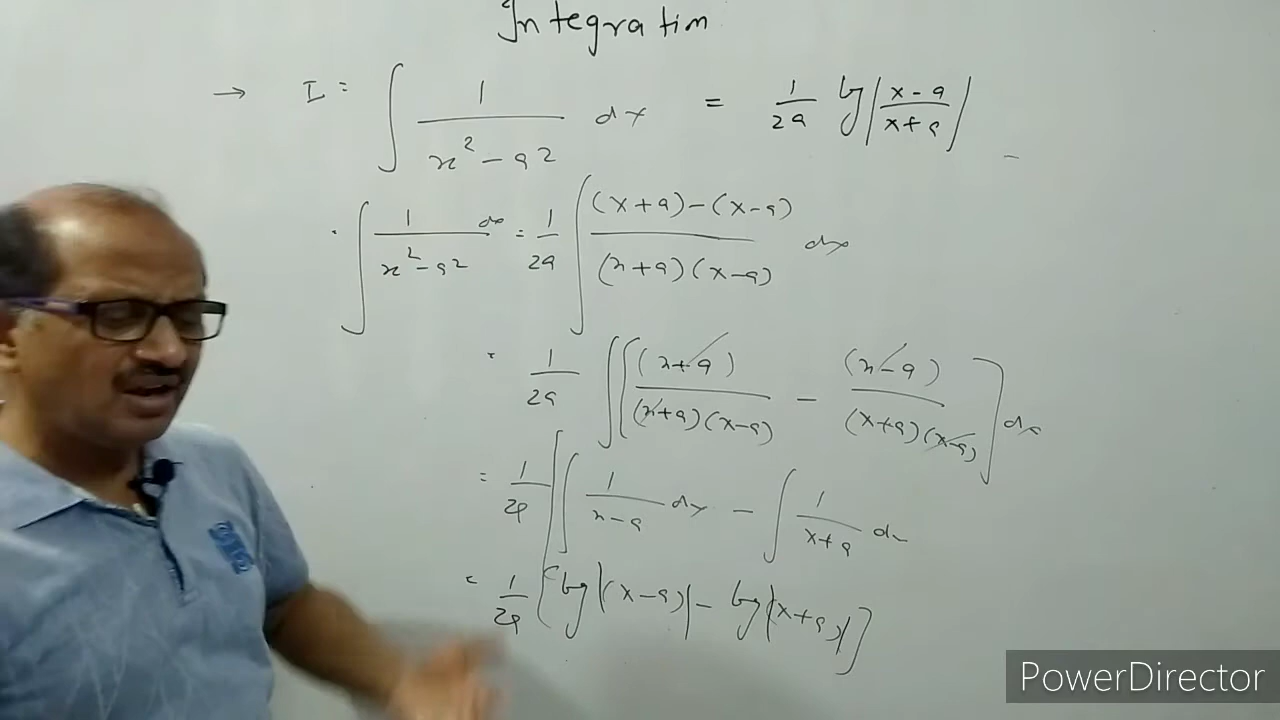 Integration
→ I = ∫ 1/(x² - a²) dx = 1/2a log |(x-a)/(x+a)|
∫ 1/(x² - a²) dx = 1/2a ∫ ((x+a) - (x-a))/((x+a)(x-a)) dx
= 1/2a ∫ [(x+a)/((x+a)(x-a)) - (x-a)/((x+a)(x-a))] dx
= 1/2a [∫ 1/(x-a) dx - ∫ 1/(x+a) dx
= 1/2a [log |(x-a)| - log |(x+a)|]
PowerDirector